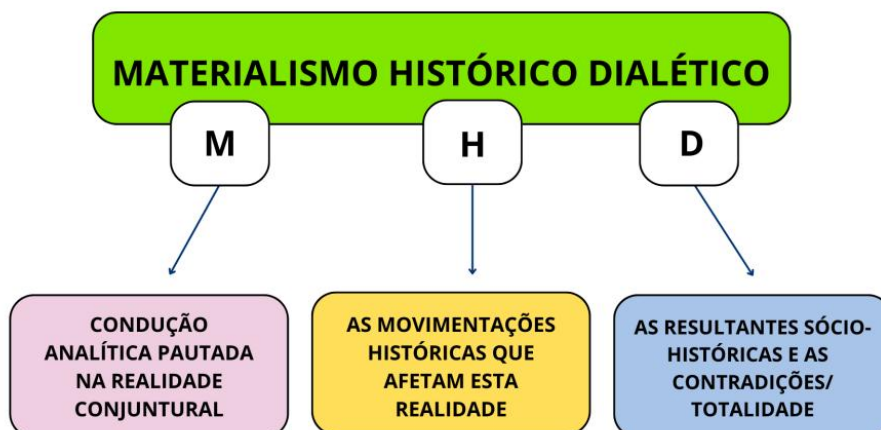 MATERIALISMO HISTÓRICO DIALÉTICO
M
H
D
CONDUÇÃO
ANALÍTICA PAUTADA
NA REALIDADE
CONJUNTURAL
AS MOVIMENTAÇÕES
HISTÓRICAS QUE
AFETAM ESTA
REALIDADE
AS RESULTANTES SÓCIO-
HISTÓRICAS E AS
CONTRADIÇÕES/
TOTALIDADE